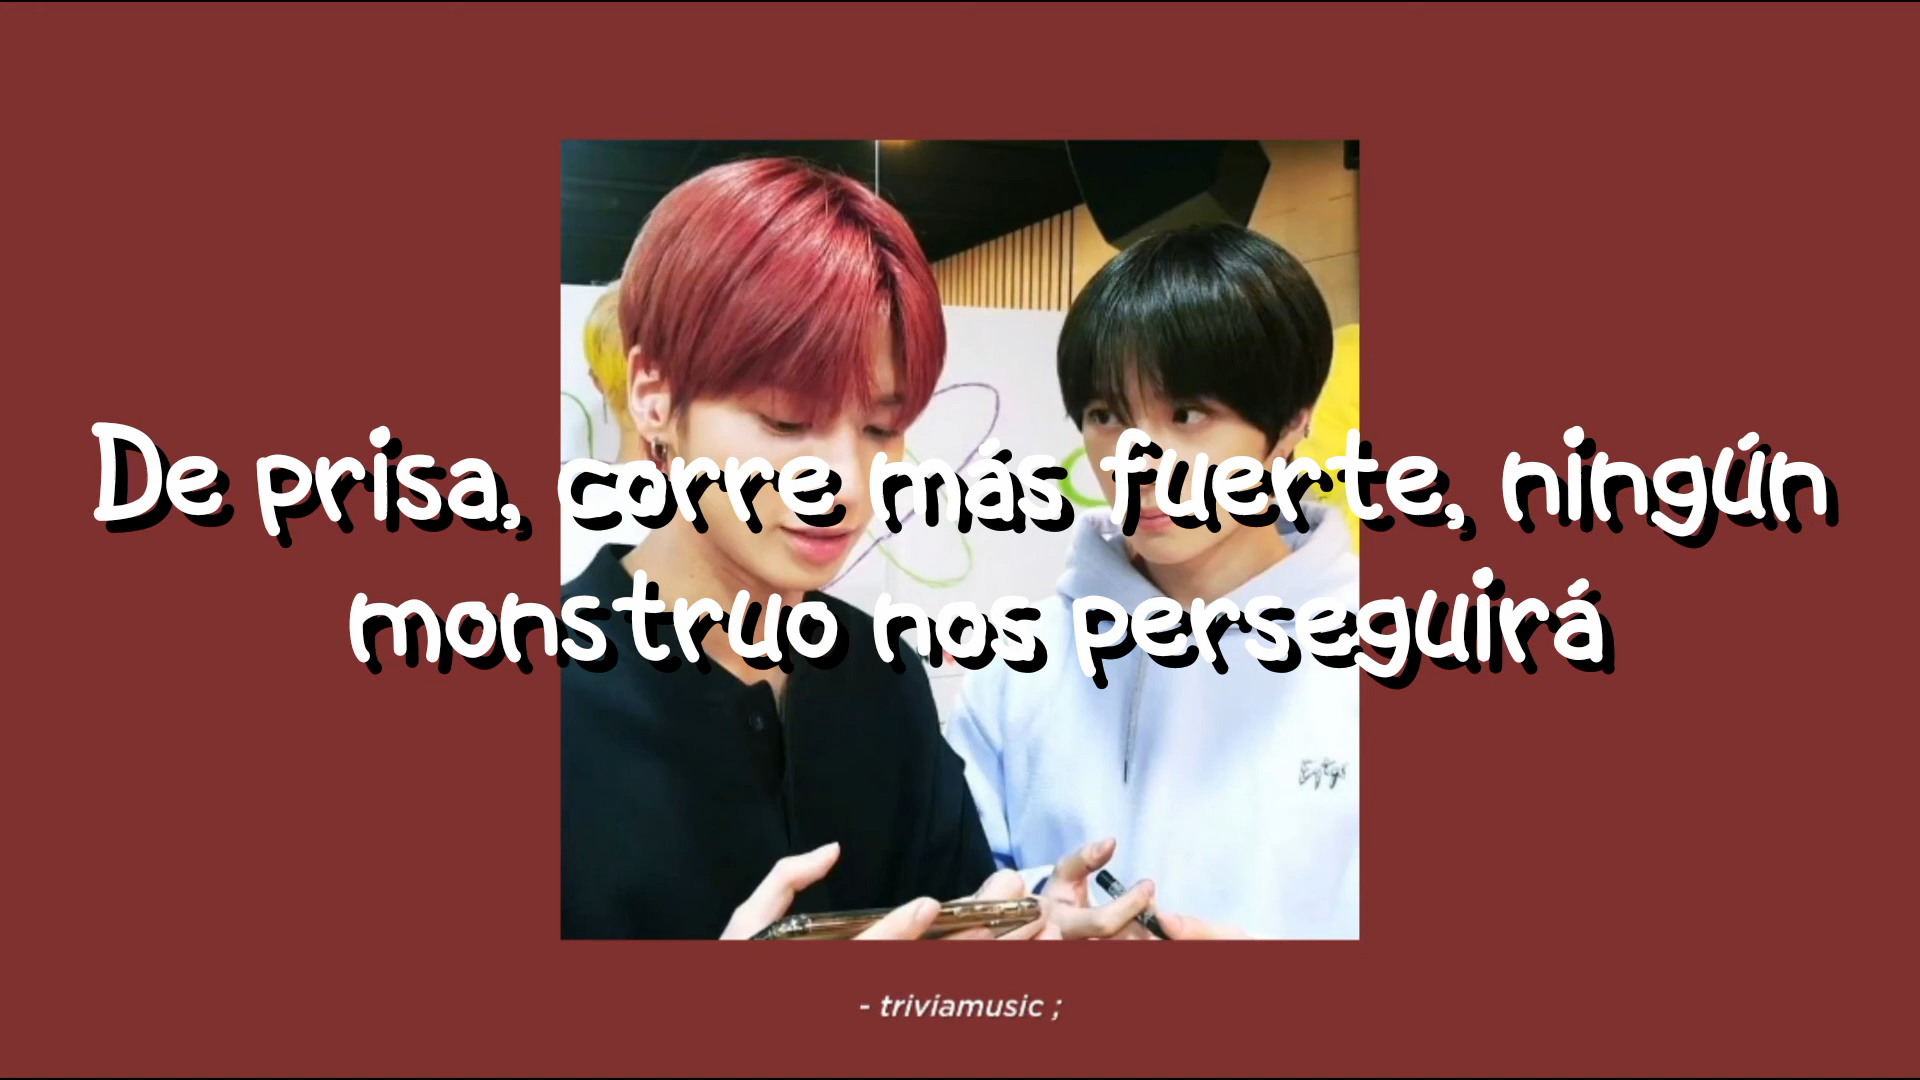 De prisa, corre más fuerte, ningún
monstruo nos perseguirá
- triviamusic ;